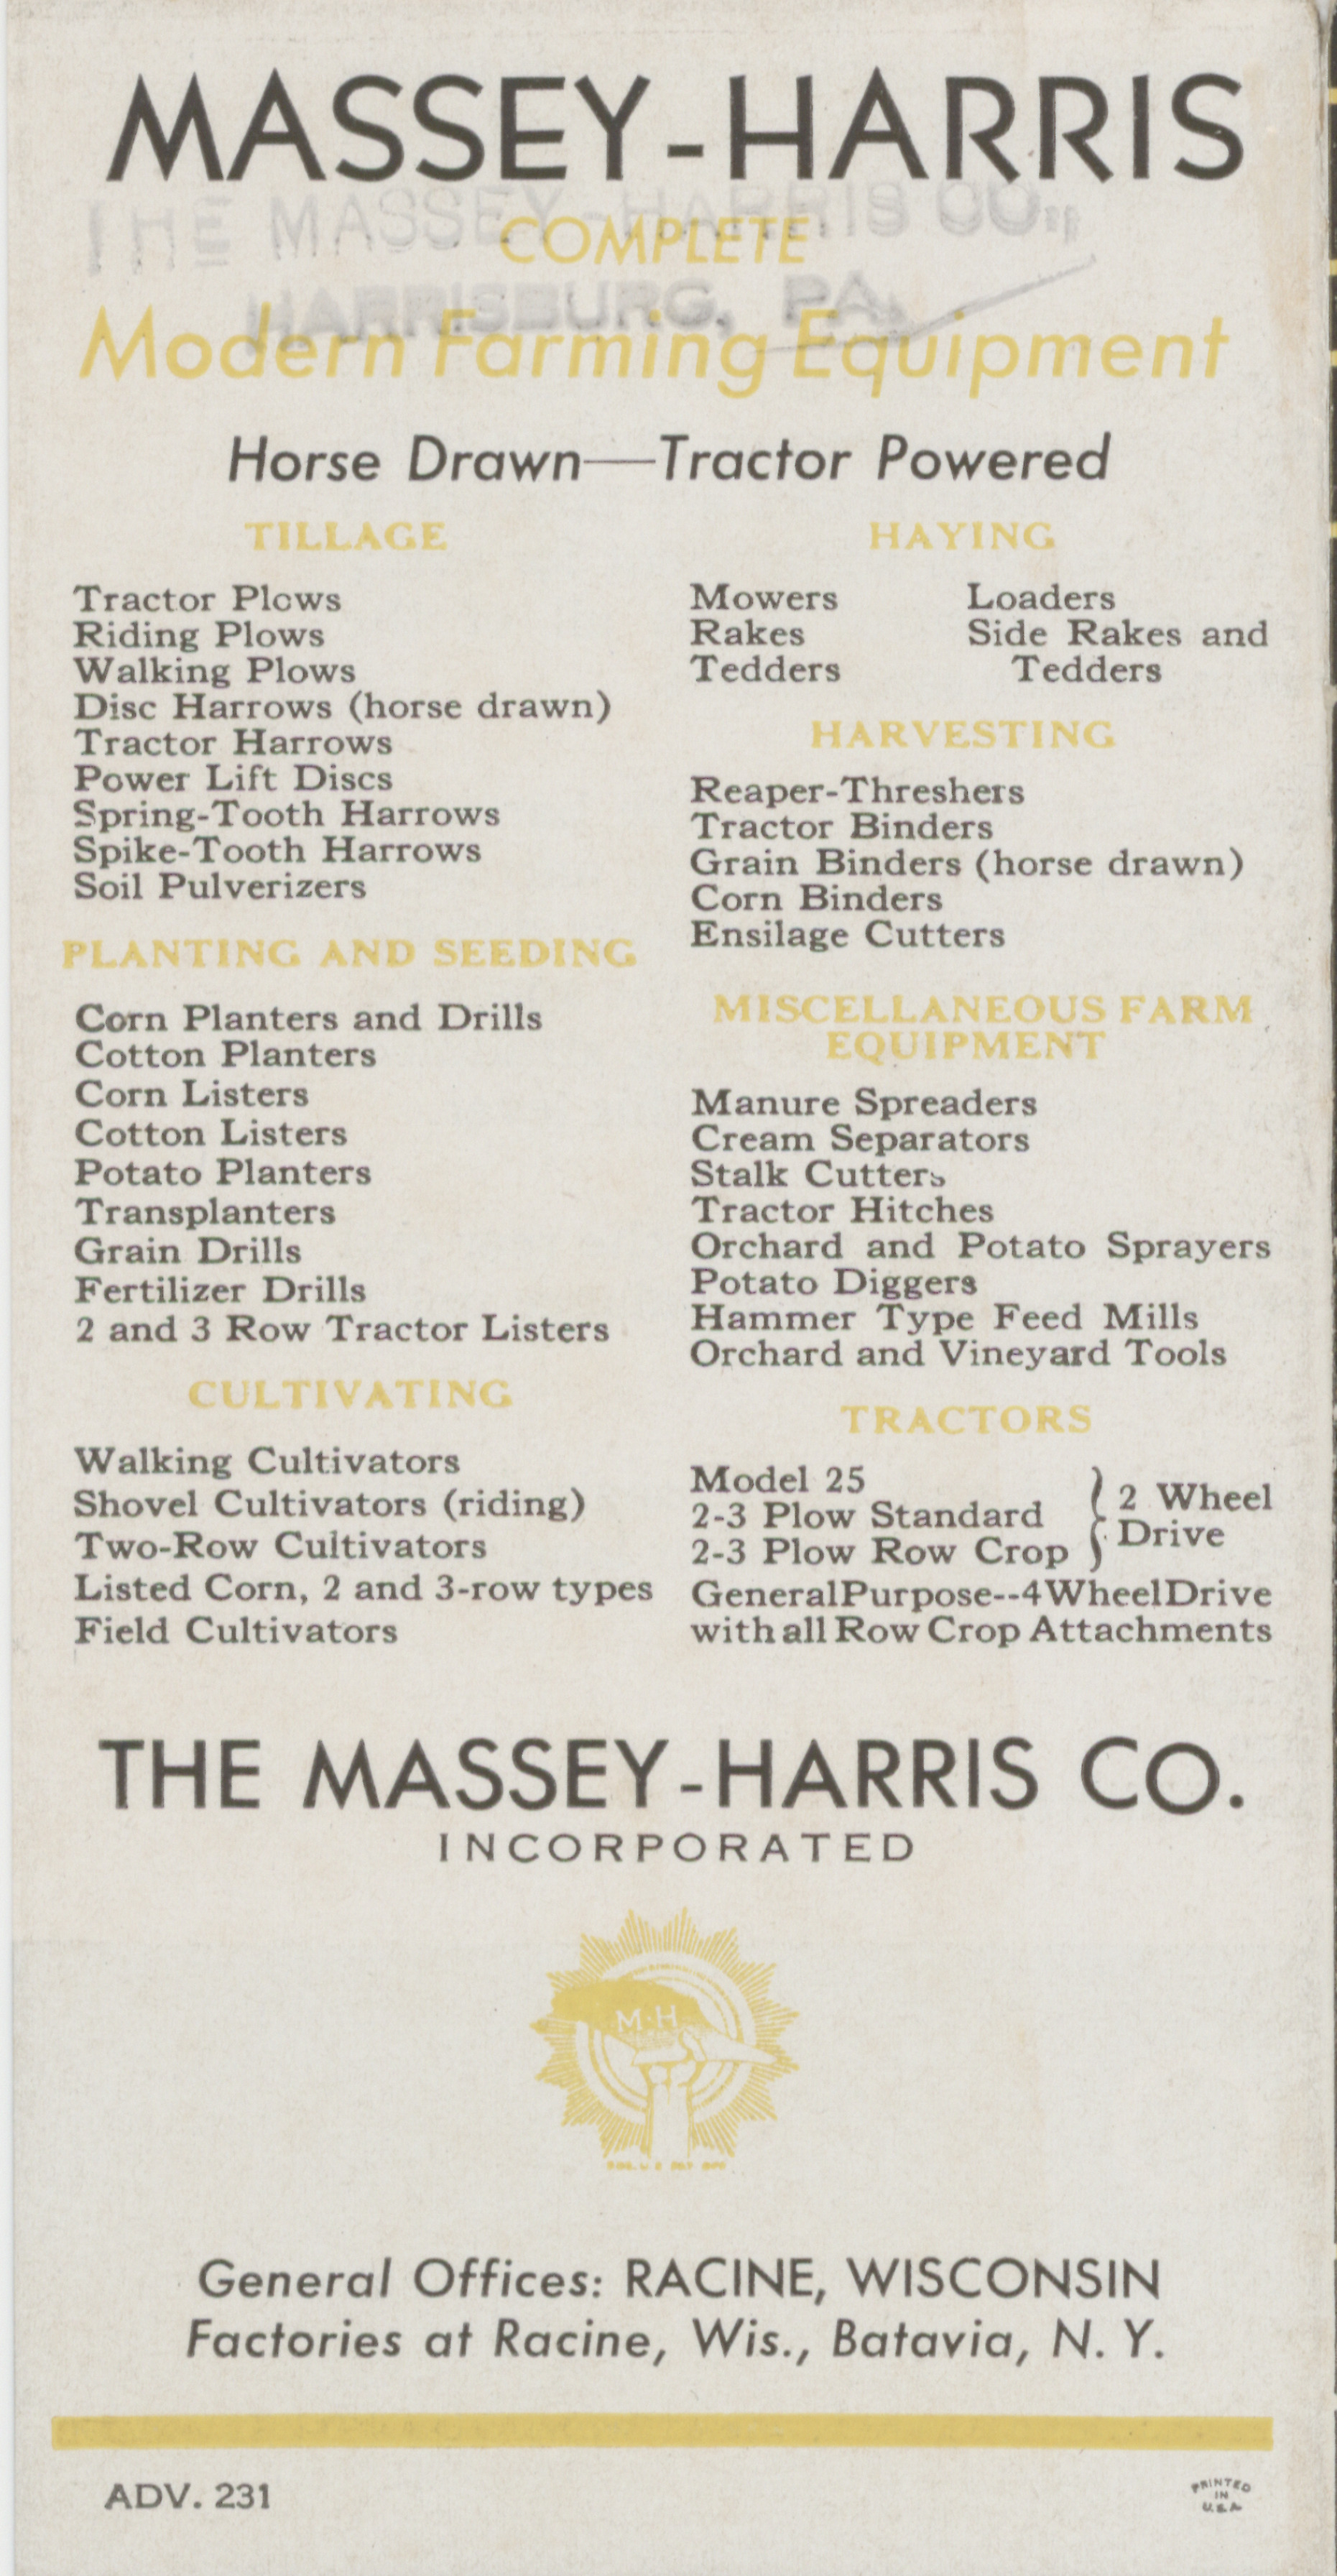 MASSEY-HARRIS
THE MASSEY-HARRIS CO.,
COMPLETE
HARRISBURG, PA.
Modern Farming Equipment
Horse Drawn—Tractor Powered
TILLAGE
Tractor Plows
Riding Plows
Walking Plows
Disc Harrows (horse drawn)
Tractor Harrows
Power Lift Discs
Spring-Tooth Harrows
Spike-Tooth Harrows
Soil Pulverizers
PLANTING AND SEEDING
Corn Planters and Drills
Cotton Planters
Corn Listers
Cotton Listers
Potato Planters
Transplanters
Grain Drills
Fertilizer Drills
2 and 3 Row Tractor Listers
CULTIVATING
Walking Cultivators
Shovel Cultivators (riding)
Two-Row Cultivators
Listed Corn, 2 and 3-row types
Field Cultivators
HAYING
Mowers Loaders
Rakes Side Rakes and
Tedders Tedders
HARVESTING
Reaper-Threshers
Tractor Binders
Grain Binders (horse drawn)
Corn Binders
Ensilage Cutters
MISCELLANEOUS FARM
EQUIPMENT
Manure Spreaders
Cream Separators
Stalk Cutters
Tractor Hitches
Orchard and Potato Sprayers
Potato Diggers
Hammer Type Feed Mills
Orchard and Vineyard Tools
TRACTORS
Model 25
2-3 Plow Standard
2-3 Plow Row Crop
2 Wheel
Drive
General Purpose--4 Wheel Drive
with all Row Crop Attachments
THE MASSEY-HARRIS CO.
INCORPORATED
M·H
General Offices: RACINE, WISCONSIN
Factories at Racine, Wis., Batavia, N. Y.
ADV. 231
PRINTED
IN
U.S.A.